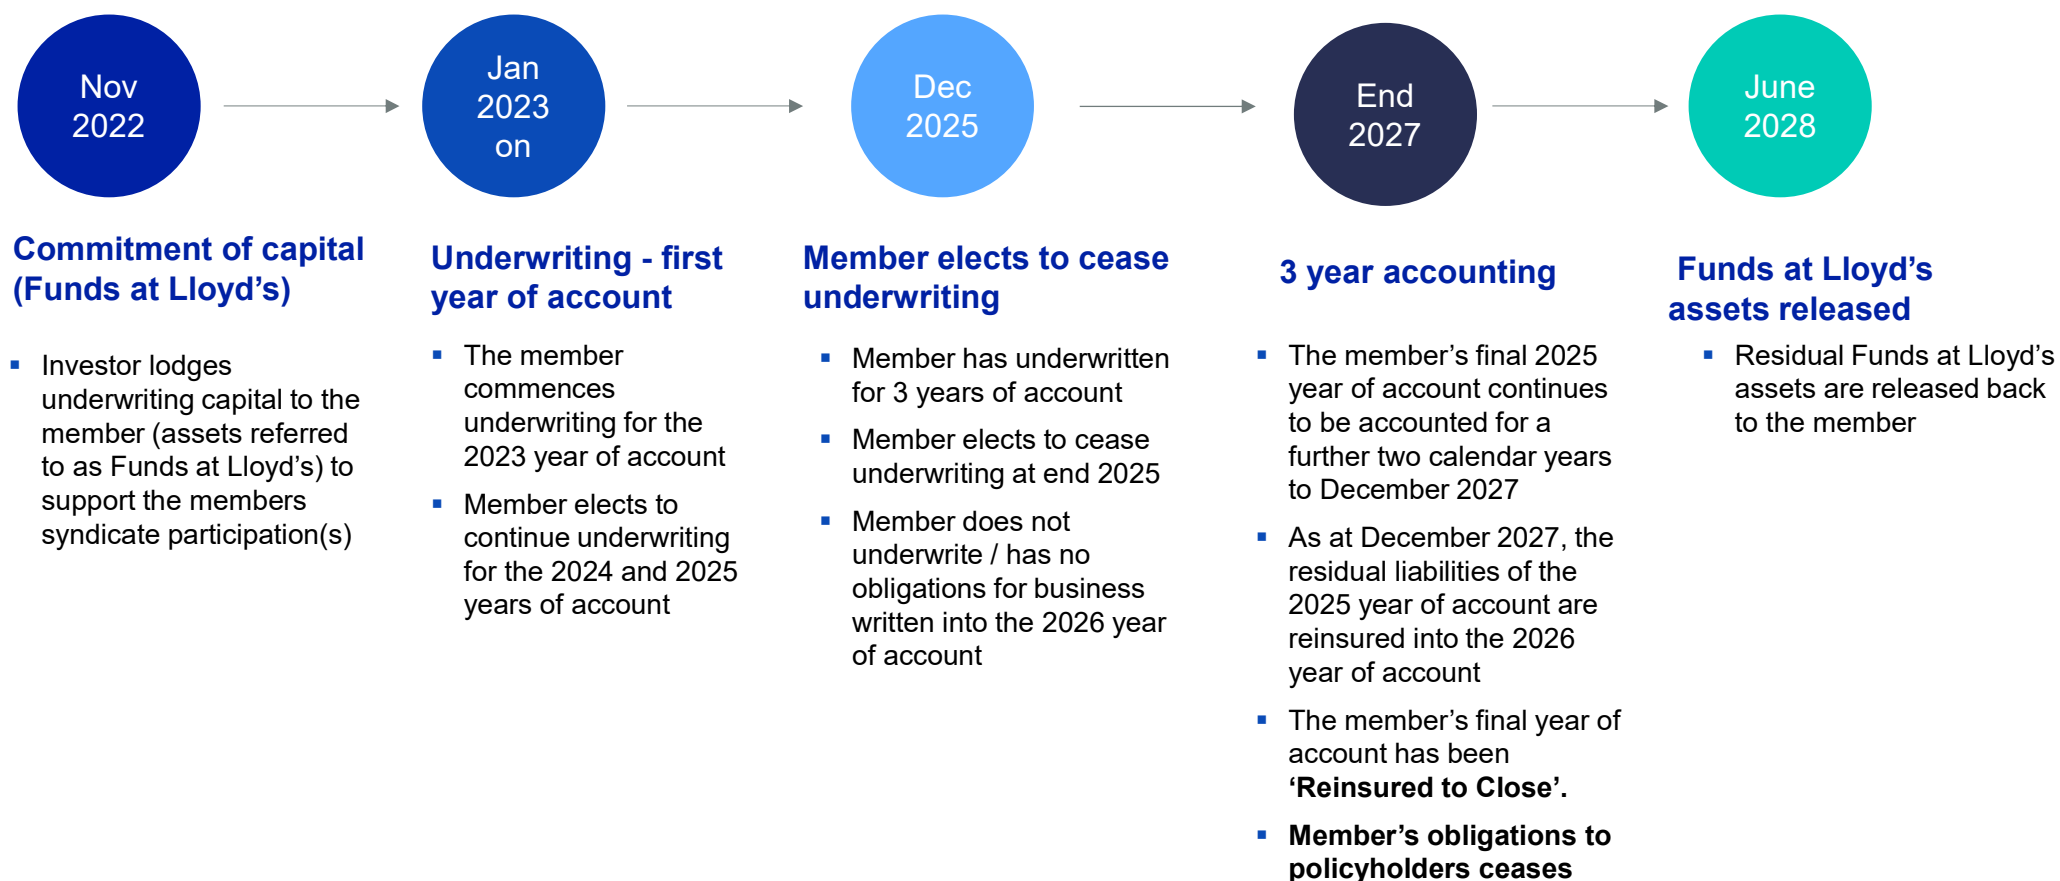 Nov
2022
Jan
2023
on
Dec
2025
End
2027
June
2028
Commitment of capital
(Funds at Lloyd’s)
▪ Investor lodges
underwriting capital to the
member (assets referred
to as Funds at Lloyd’s) to
support the members
syndicate participation(s)
Underwriting - first
year of account
▪ The member
commences
underwriting for the
2023 year of account
▪ Member elects to
continue underwriting
for the 2024 and 2025
years of account
Member elects to cease
underwriting
▪ Member has underwritten
for 3 years of account
▪ Member elects to cease
underwriting at end 2025
▪ Member does not
underwrite / has no
obligations for business
written into the 2026 year
of account
3 year accounting
▪ The member’s final 2025
year of account continues
to be accounted for a
further two calendar years
to December 2027
▪ As at December 2027, the
residual liabilities of the
2025 year of account are
reinsured into the 2026
year of account
▪ The member’s final year of
account has been
‘Reinsured to Close’.
▪ Member’s obligations to
policyholders ceases
Funds at Lloyd’s
assets released
▪ Residual Funds at Lloyd’s
assets are released back
to the member